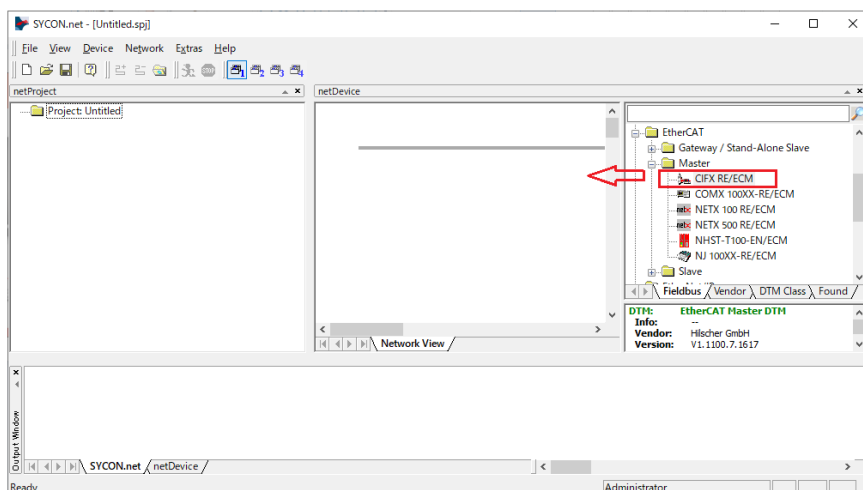 SYCON.net - [Untitled.spj]
File View Device Network Extras Help
netProject
netDevice
Project: Untitled
EtherCAT
Gateway / Stand-Alone Slave
Master
CIFX RE/ECM
COMX 100XX-RE/ECM
NETX 100 RE/ECM
NETX 500 RE/ECM
NHST-T100-EN/ECM
NJ 100XX-RE/ECM
Slave
Fieldbus Vendor DTM Class Found
DTM: EtherCAT Master DTM
Info: --
Vendor: Hilscher GmbH
Version: V1.1100.7.1617
Network View
Output Window
SYCON.net netDevice
Ready
Administrator